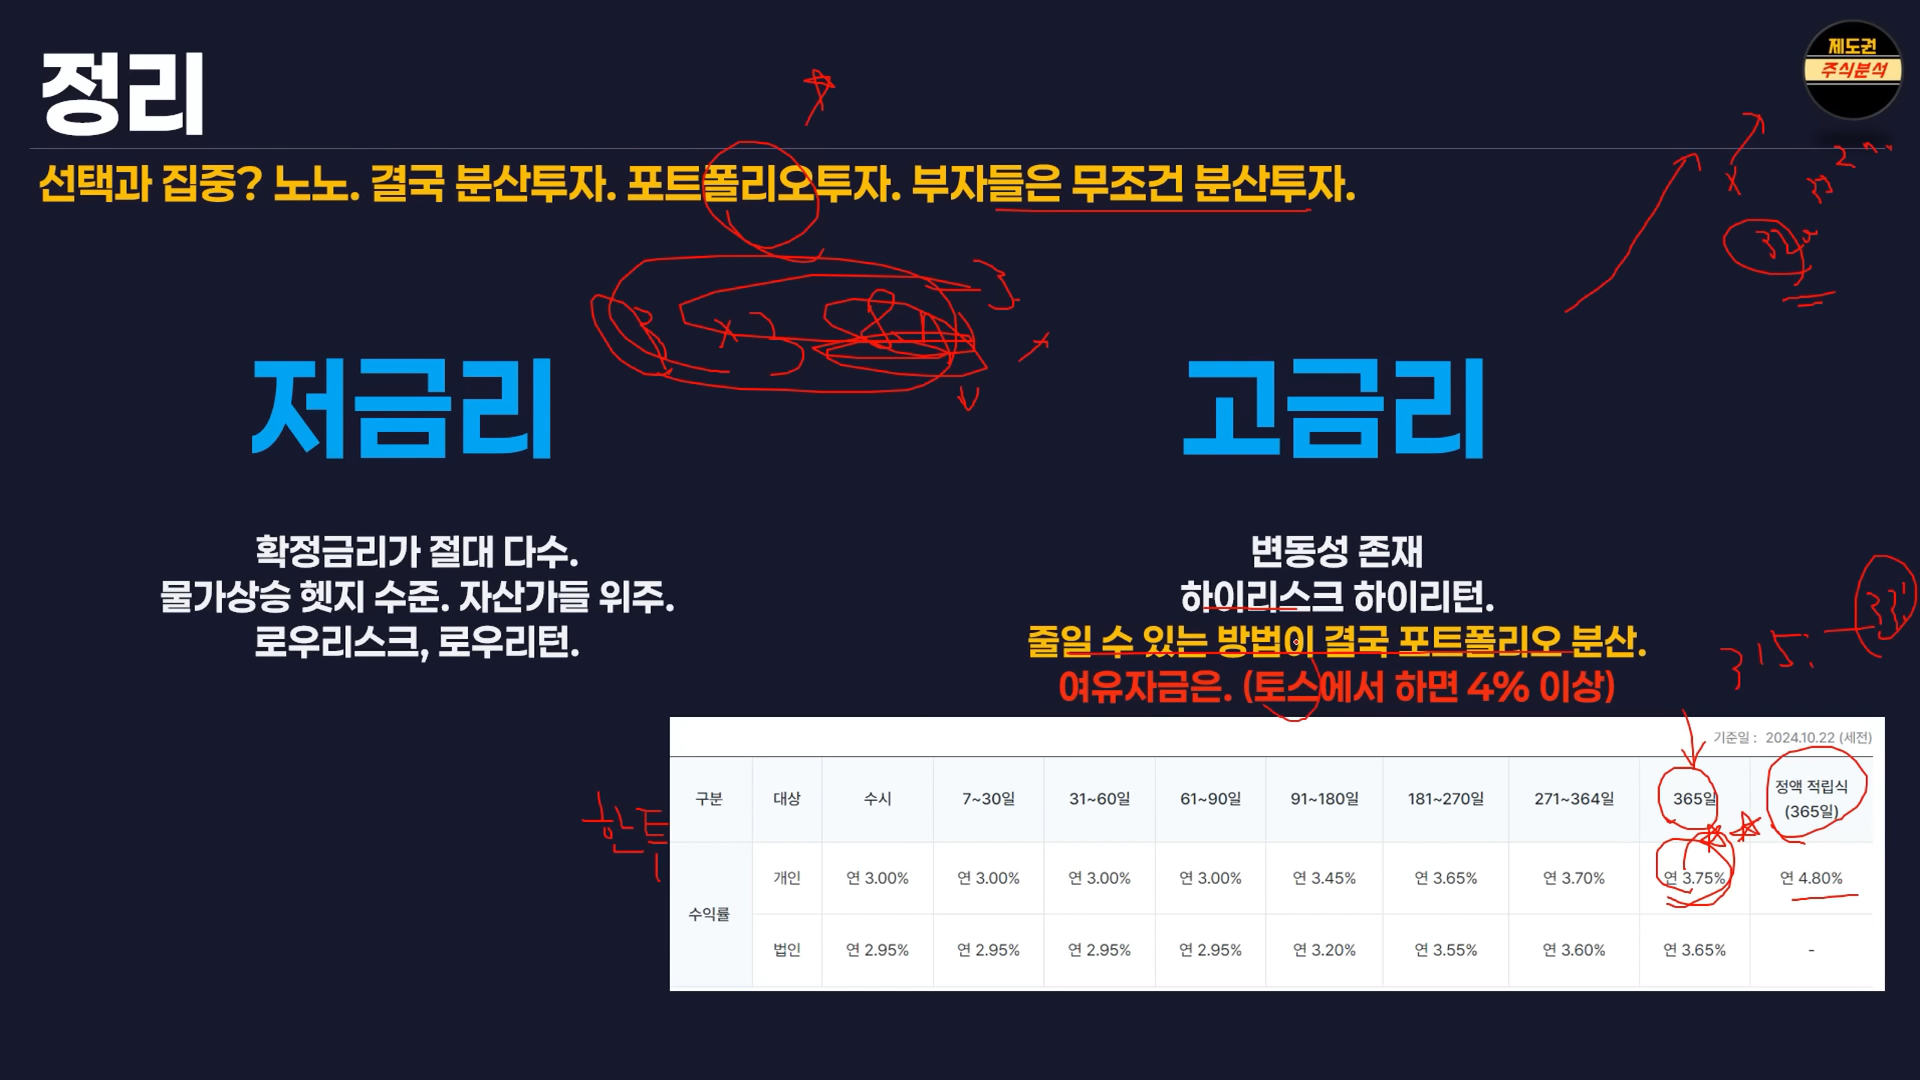 정리
제도권
주식분석
선택과 집중? 노노. 결국 분산투자. 포트폴리오투자. 부자들은 무조건 분산투자.
저금리
확정금리가 절대 다수.
물가상승 헷지 수준. 자산가들 위주.
로우리스크, 로우리턴.
고금리
변동성 존재
하이리스크 하이리턴.
줄일 수 있는 방법이 결국 포트폴리오 분산.
여유자금은. (토스에서 하면 4% 이상)
315.
한투
기준일 : 2024.10.22 (세전)
구분 대상 수시 7~30일 31~60일 61~90일 91~180일 181~270일 271~364일 365일 정액 적립식 (365일)
수익률
개인 연 3.00% 연 3.00% 연 3.00% 연 3.00% 연 3.45% 연 3.65% 연 3.70% 연 3.75% 연 4.80%
법인 연 2.95% 연 2.95% 연 2.95% 연 2.95% 연 3.20% 연 3.55% 연 3.60% 연 3.65% -